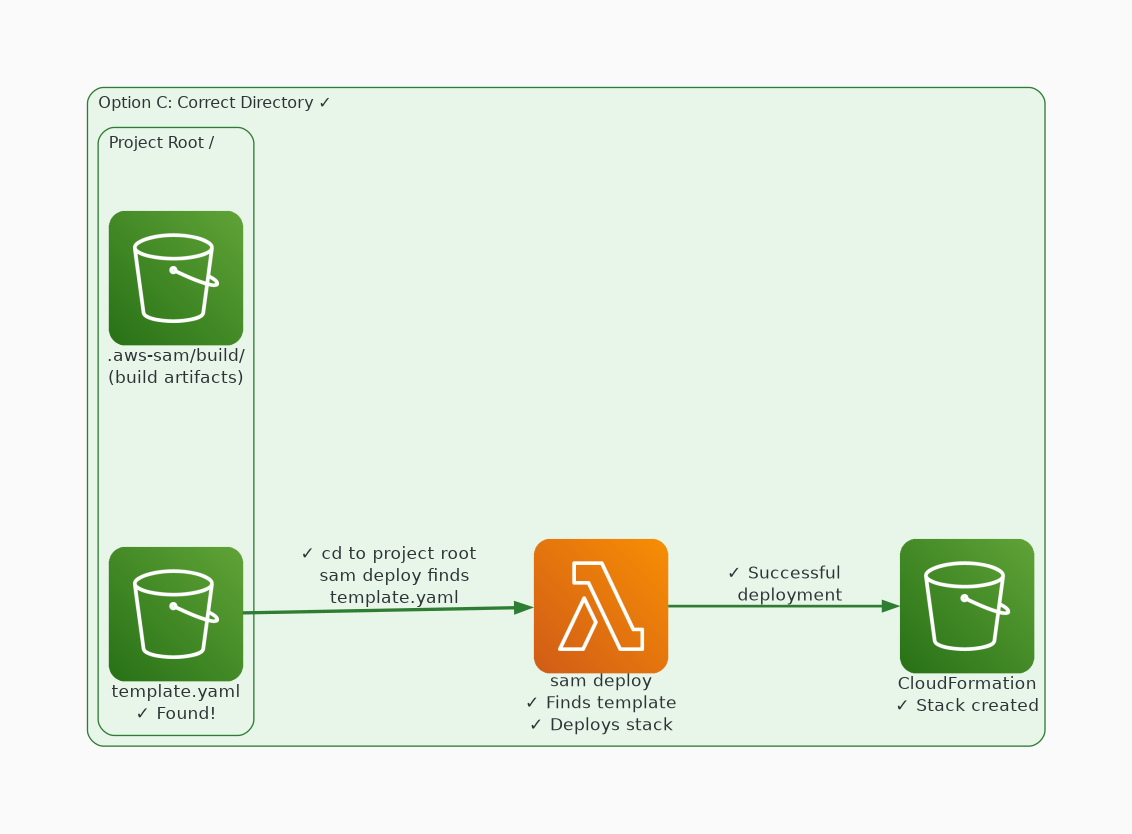 Option C: Correct Directory ✓
Project Root /
.aws-sam/build/
(build artifacts)
✓ cd to project root
sam deploy finds
template.yaml
✓ Successful
deployment
template.yaml
✓ Found!
sam deploy
✓ Finds template
✓ Deploys stack
CloudFormation
✓ Stack created